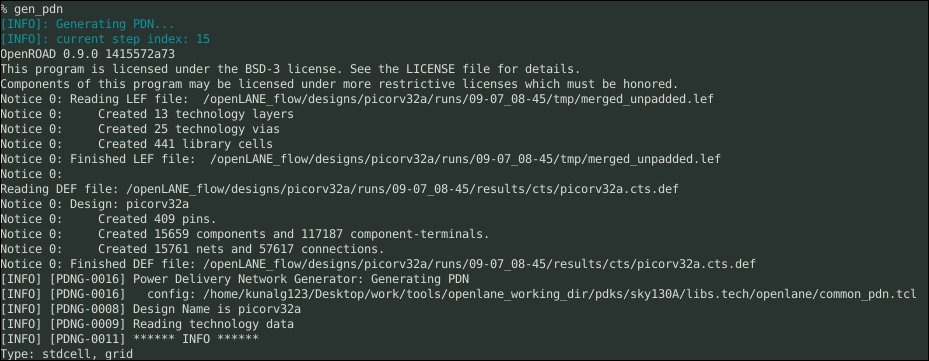 % gen_pdn
[INFO]: Generating PDN...
[INFO]: current step index: 15
OpenROAD 0.9.0 1415572a73
This program is licensed under the BSD-3 license. See the LICENSE file for details.
Components of this program may be licensed under more restrictive licenses which must be honored.
Notice 0: Reading LEF file:  /openLANE_flow/designs/picorv32a/runs/09-07_08-45/tmp/merged_unpadded.lef
Notice 0:     Created 13 technology layers
Notice 0:     Created 25 technology vias
Notice 0:     Created 441 library cells
Notice 0: Finished LEF file:  /openLANE_flow/designs/picorv32a/runs/09-07_08-45/tmp/merged_unpadded.lef
Notice 0:
Reading DEF file: /openLANE_flow/designs/picorv32a/runs/09-07_08-45/results/cts/picorv32a.cts.def
Notice 0: Design: picorv32a
Notice 0:     Created 409 pins.
Notice 0:     Created 15659 components and 117187 component-terminals.
Notice 0:     Created 15761 nets and 57617 connections.
Notice 0: Finished DEF file: /openLANE_flow/designs/picorv32a/runs/09-07_08-45/results/cts/picorv32a.cts.def
[INFO] [PDNG-0016] Power Delivery Network Generator: Generating PDN
[INFO] [PDNG-0016]   config: /home/kunalg123/Desktop/work/tools/openlane_working_dir/pdks/sky130A/libs.tech/openlane/common_pdn.tcl
[INFO] [PDNG-0008] Design Name is picorv32a
[INFO] [PDNG-0009] Reading technology data
[INFO] [PDNG-0011] ****** INFO ******
Type: stdcell, grid